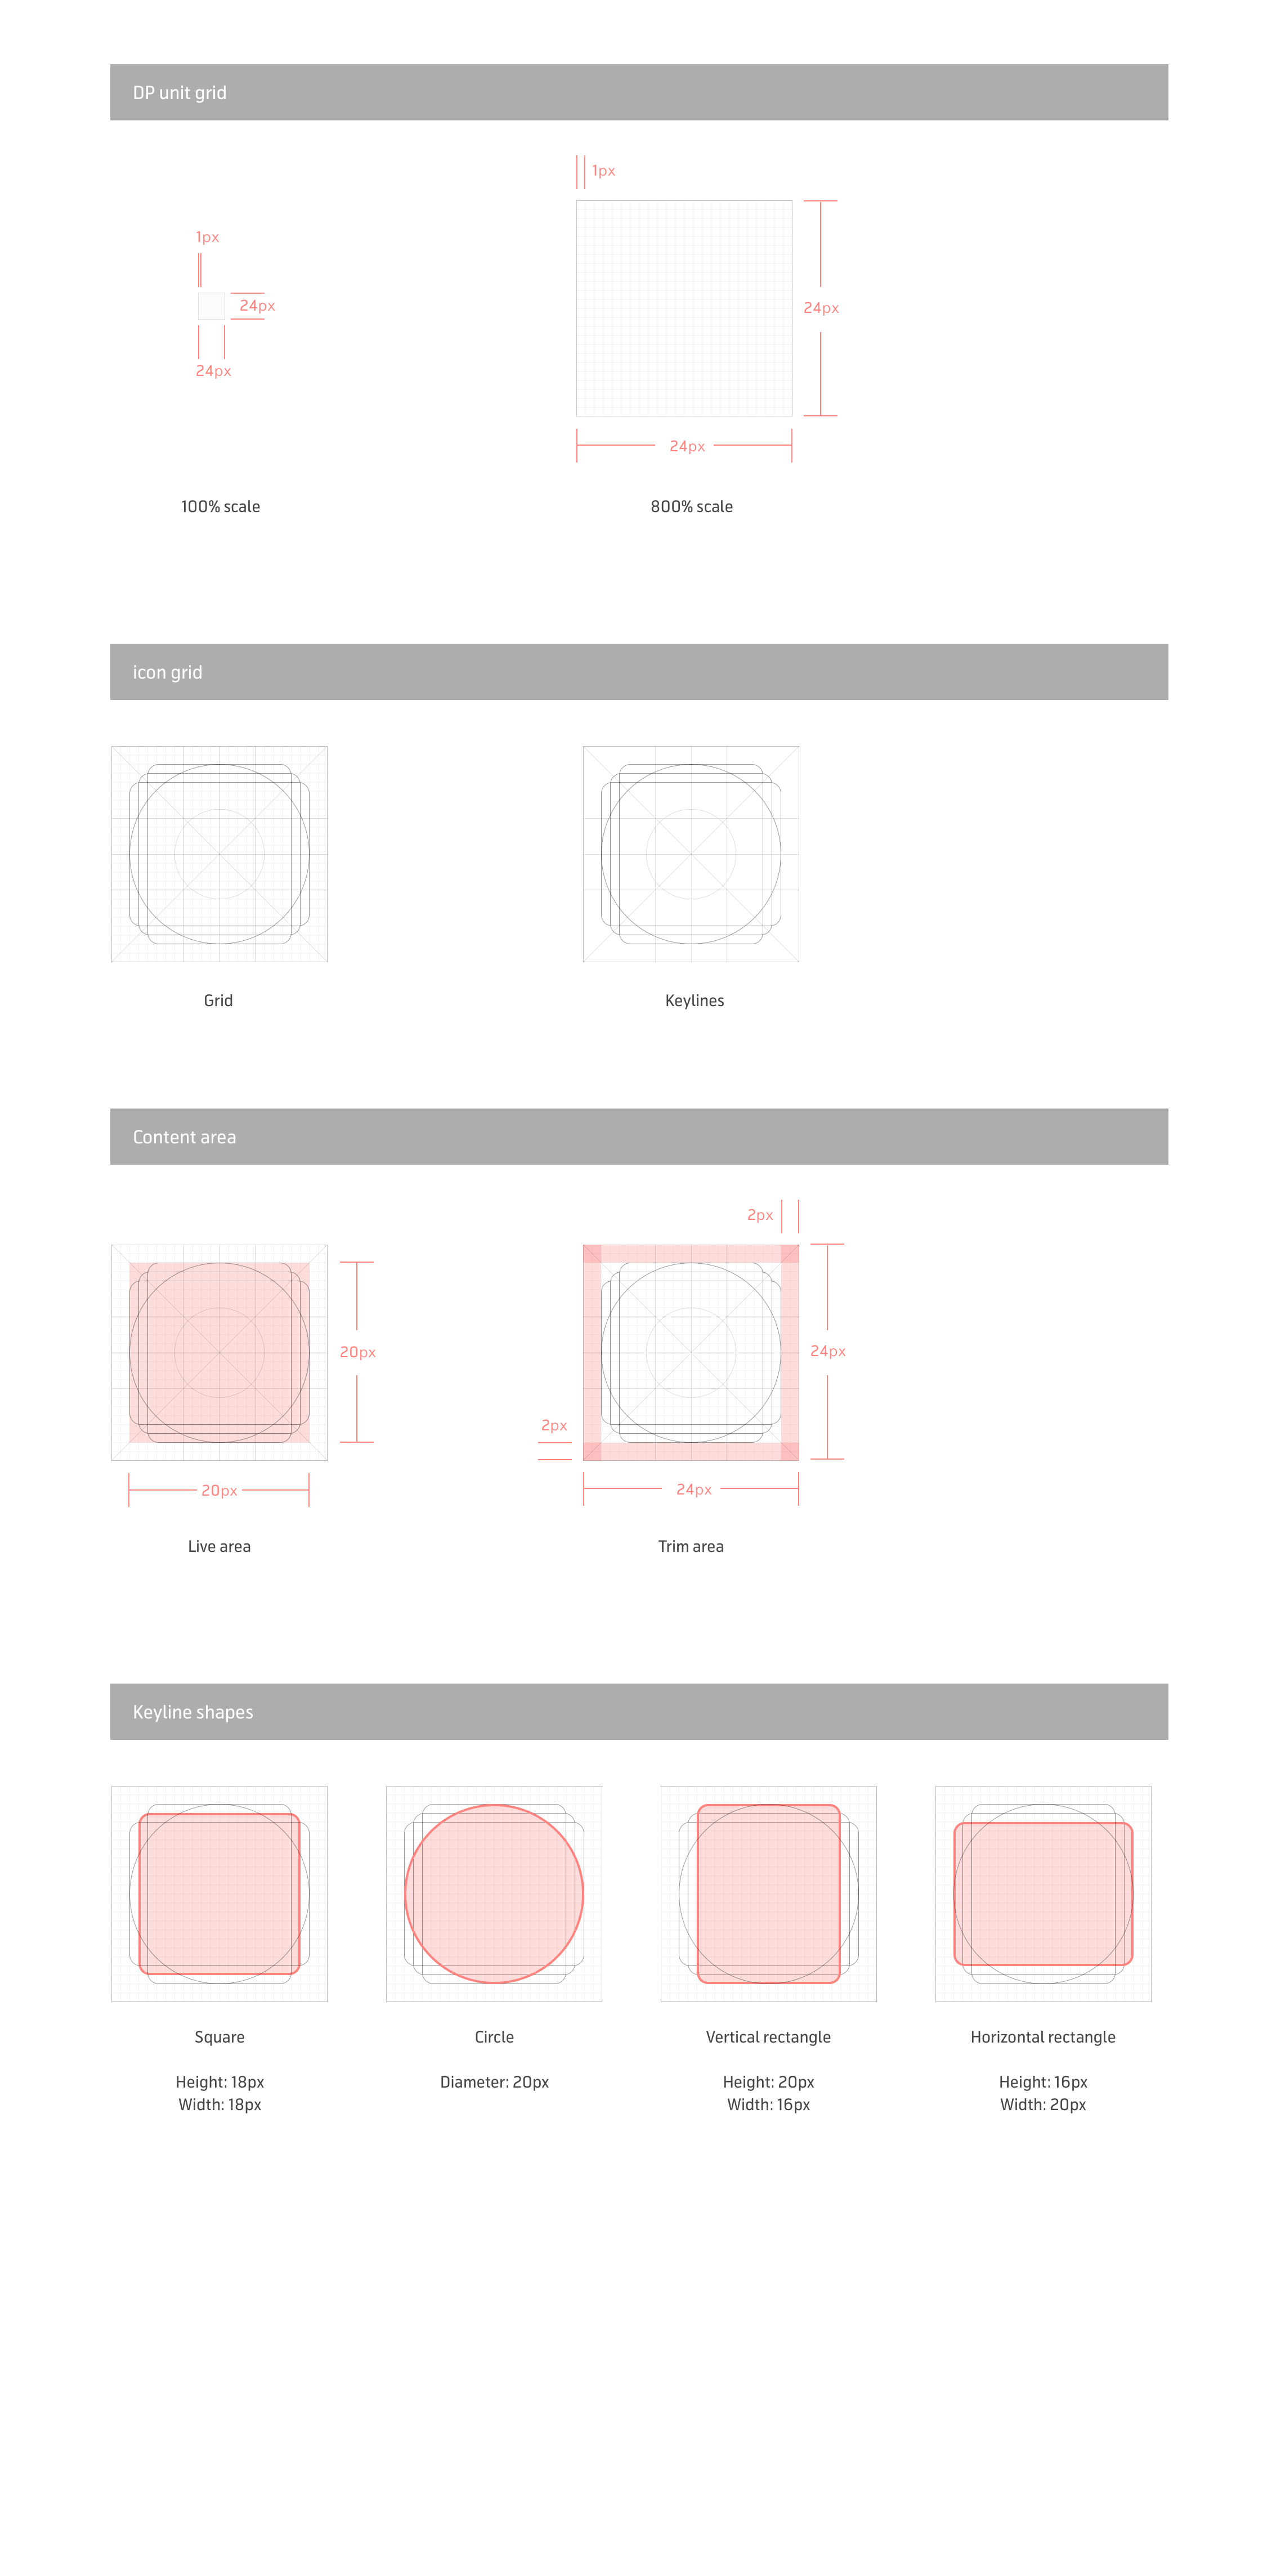 DP unit grid
1px
1px
24px
24px
24px
24px
100% scale
800% scale
icon grid
Grid
Keylines
Content area
2px
20px
24px
2px
20px
24px
Live area
Trim area
Keyline shapes
Square
Circle
Vertical rectangle
Horizontal rectangle
Height: 18px
Diameter: 20px
Height: 20px
Height: 16px
Width: 18px
Width: 16px
Width: 20px